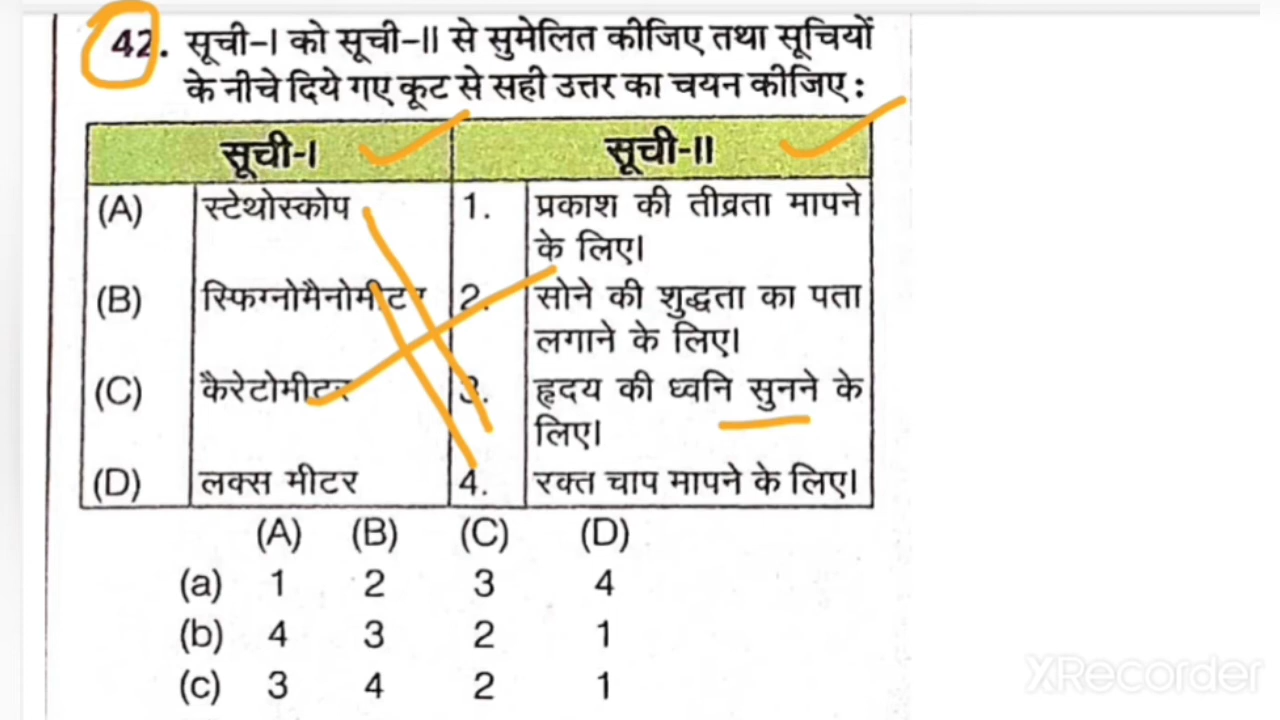 42. सूची-I को सूची-II से सुमेलित कीजिए तथा सूचियों
के नीचे दिये गए कूट से सही उत्तर का चयन कीजिए :
सूची-I सूची-II
(A) स्टेथोस्कोप 1. प्रकाश की तीव्रता मापने
के लिए।
(B) स्फिग्नोमैनोमीटर 2. सोने की शुद्धता का पता
लगाने के लिए।
(C) कैरेटोमीटर 3. हृदय की ध्वनि सुनने के
लिए।
(D) लक्स मीटर 4. रक्त चाप मापने के लिए।
(A) (B) (C) (D)
(a) 1 2 3 4
(b) 4 3 2 1
(c) 3 4 2 1
XRecorder